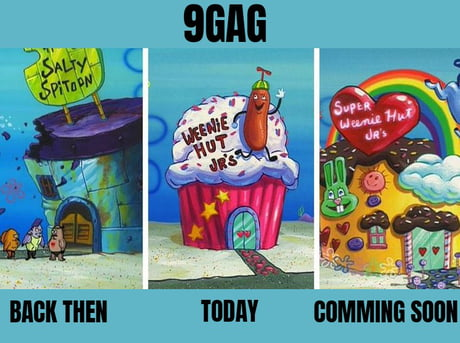 9GAG
SALTY
SPITOON
WEENIE
HUT
JR's
SUPER
Weenie Hut
JR's
BACK THEN
TODAY
COMMING SOON